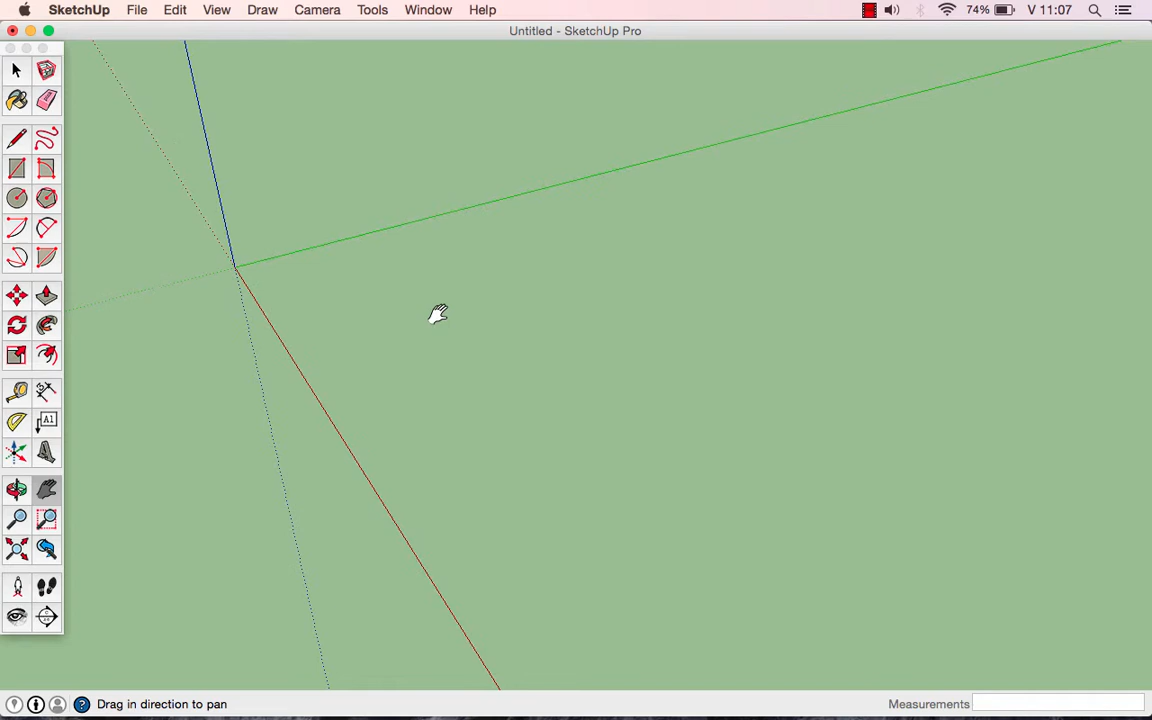 SketchUp File Edit View Draw Camera Tools Window Help 74% V 11:07
Untitled - SketchUp Pro
A1
Drag in direction to pan Measurements